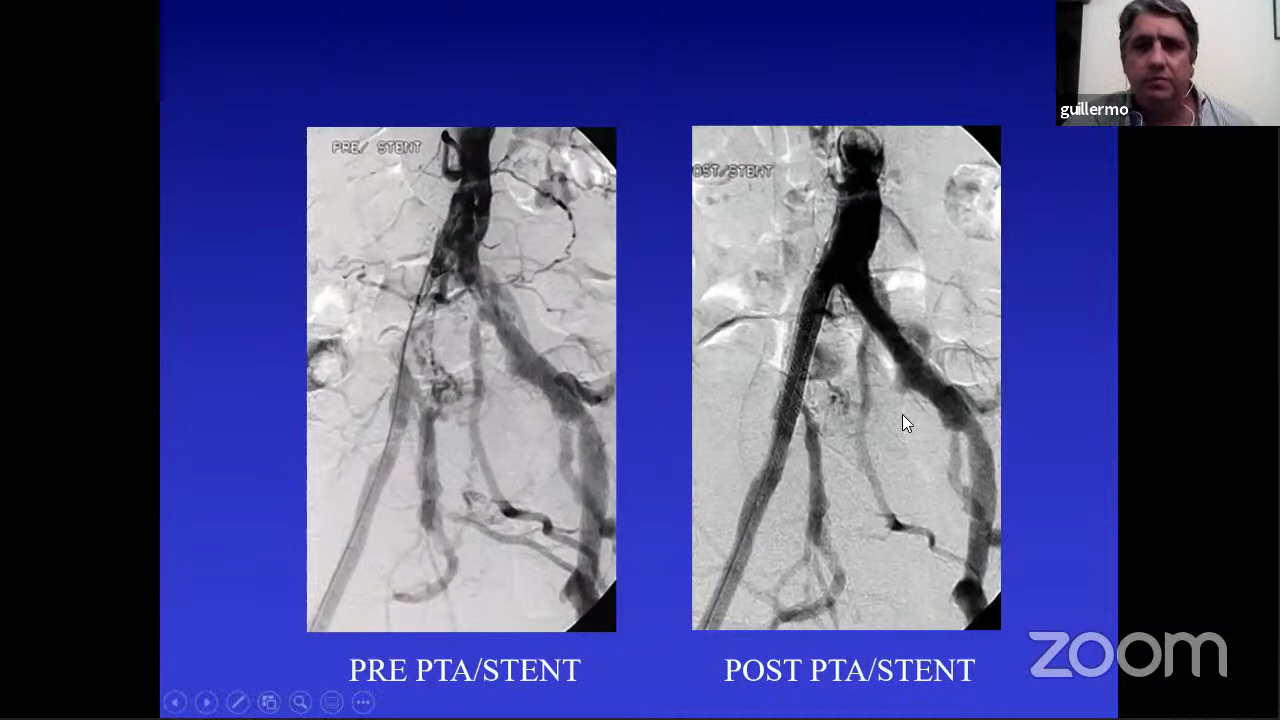 guillermo
PRE/ STENT
OST/STENT
PRE PTA/STENT
POST PTA/STENT
zoom